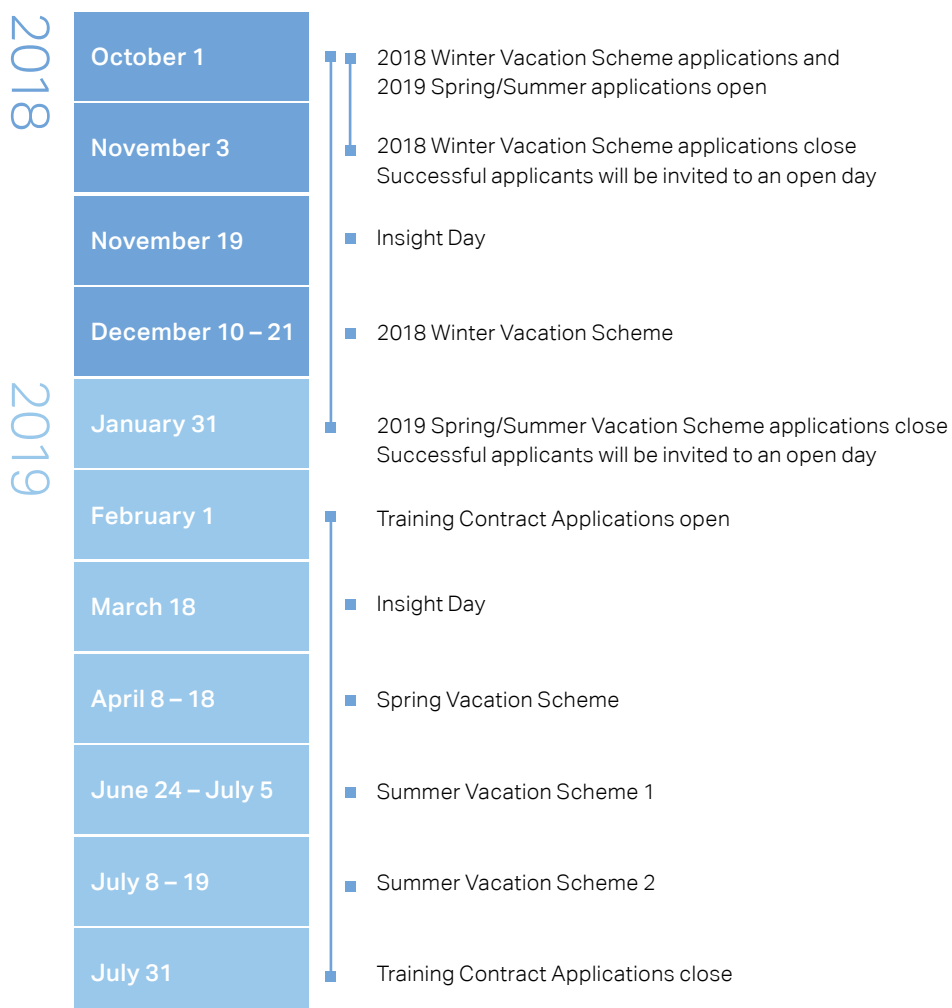 2018
October 1
2018 Winter Vacation Scheme applications and
2019 Spring/Summer applications open
November 3
2018 Winter Vacation Scheme applications close
Successful applicants will be invited to an open day
November 19
Insight Day
December 10 – 21
2018 Winter Vacation Scheme
2019
January 31
2019 Spring/Summer Vacation Scheme applications close
Successful applicants will be invited to an open day
February 1
Training Contract Applications open
March 18
Insight Day
April 8 – 18
Spring Vacation Scheme
June 24 – July 5
Summer Vacation Scheme 1
July 8 – 19
Summer Vacation Scheme 2
July 31
Training Contract Applications close